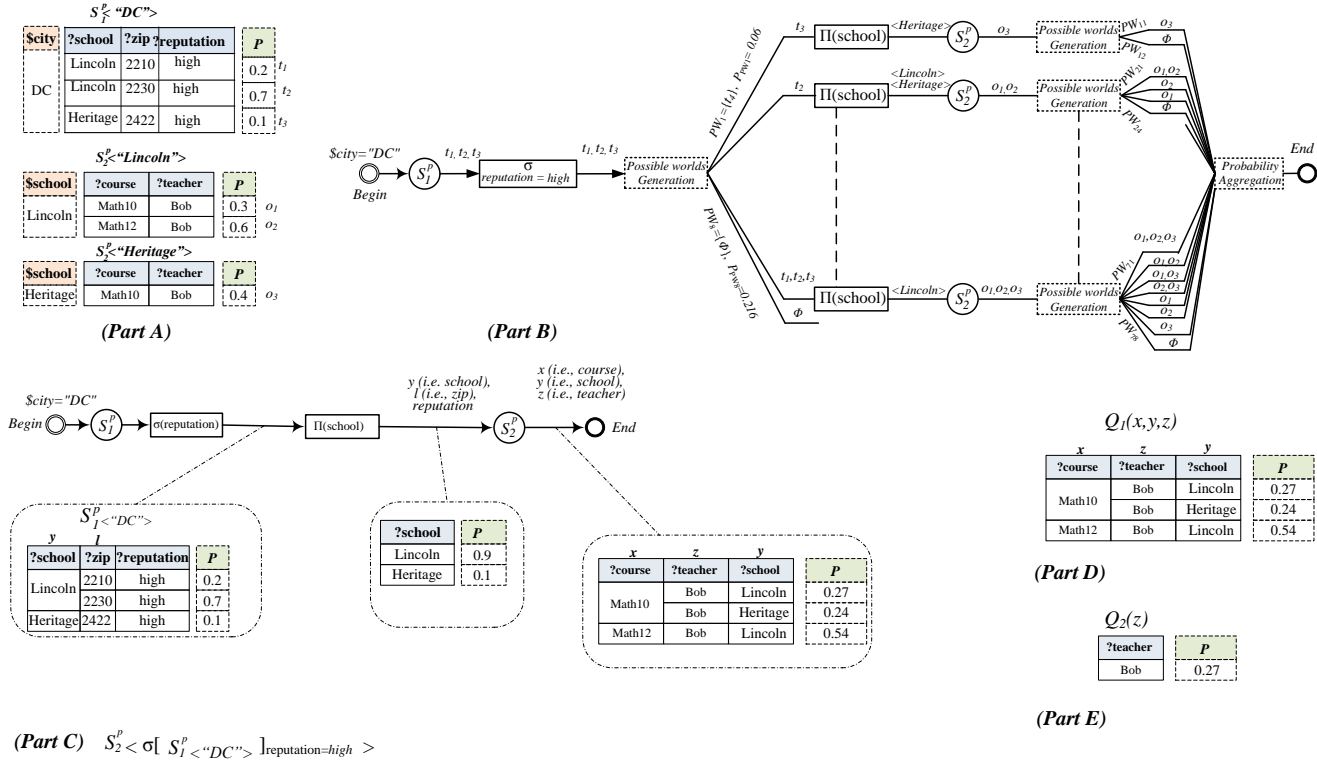 S₁ᵖ<“DC”>
$city ?school ?zip ?reputation P
DC Lincoln 2210 high 0.2 t₁
Lincoln 2230 high 0.7 t₂
Heritage 2422 high 0.1 t₃
S₂ᵖ<“Lincoln”>
$school ?course ?teacher P
Lincoln Math10 Bob 0.3 o₁
Math12 Bob 0.6 o₂
S₂ᵖ<“Heritage”>
$school ?course ?teacher P
Heritage Math10 Bob 0.4 o₃
(Part A)
$city="DC"
Begin
S₁ᵖ
t₁, t₂, t₃
σ
reputation = high
t₁, t₂, t₃
Possible worlds
Generation
PW₁={t₄}, P_PW₁= 0.06
t₃
Π(school)
<Heritage>
S₂ᵖ
o₃
Possible worlds
Generation
PW₁₁
o₃
Φ
PW₁₂
t₂
Π(school)
<Lincoln>
<Heritage>
S₂ᵖ
o₁,o₂
Possible worlds
Generation
PW₂₁
o₁,o₂
o₂
o₁
Φ
PW₂₄
PW₈={Φ}, P_PW₈=0.216
t₁,t₂,t₃
Φ
Π(school)
<Lincoln>
S₂ᵖ
o₁,o₂,o₃
Possible worlds
Generation
PW₇₁
o₁,o₂,o₃
o₁,o₂
o₁,o₃
o₂,o₃
o₁
o₂
o₃
Φ
PW₇₈
Probability
Aggregation
End
(Part B)
$city="DC"
Begin
S₁ᵖ
σ(reputation)
Π(school)
y (i.e. school),
l (i.e., zip),
reputation
S₂ᵖ
x (i.e., course),
y (i.e., school),
z (i.e., teacher)
End
S₁ᵖ<“DC”>
y l
?school ?zip ?reputation P
Lincoln 2210 high 0.2
2230 high 0.7
Heritage 2422 high 0.1
?school P
Lincoln 0.9
Heritage 0.1
x z y
?course ?teacher ?school P
Math10 Bob Lincoln 0.27
Bob Heritage 0.24
Math12 Bob Lincoln 0.54
(Part C) S₂ᵖ < σ[ S₁ᵖ<“DC”> ]reputation=high >
Q₁(x,y,z)
x z y
?course ?teacher ?school P
Math10 Bob Lincoln 0.27
Bob Heritage 0.24
Math12 Bob Lincoln 0.54
(Part D)
Q₂(z)
?teacher P
Bob 0.27
(Part E)